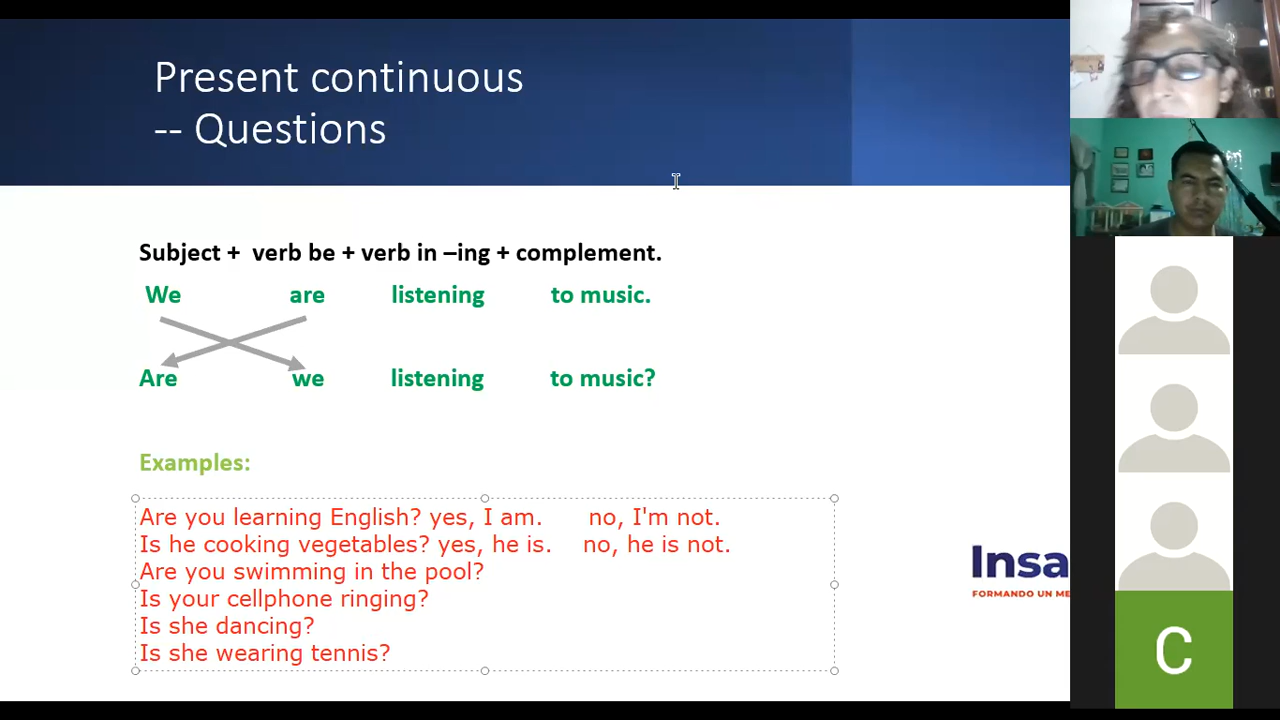 Present continuous
-- Questions
Subject + verb be + verb in –ing + complement.
We are listening to music.
Are we listening to music?
Examples:
Are you learning English? yes, I am. no, I'm not.
Is he cooking vegetables? yes, he is. no, he is not.
Are you swimming in the pool?
Is your cellphone ringing?
Is she dancing?
Is she wearing tennis?
Insa
FORMANDO UN ME
C